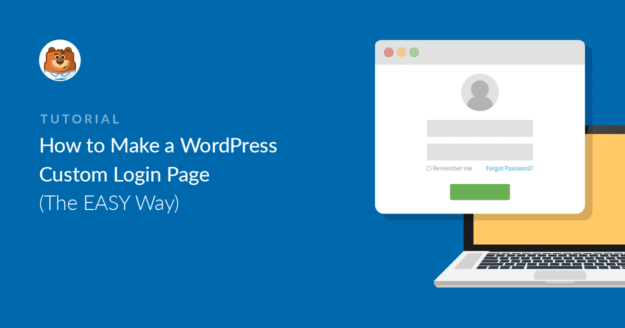 TUTORIAL
How to Make a WordPress
Custom Login Page
(The EASY Way)
Remember me Forgot Password?